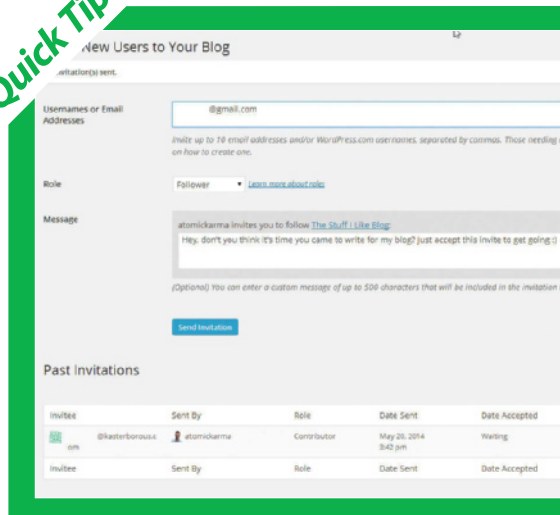 Quick Tip
New Users to Your Blog
invitation(s) sent.
Usernames or Email
Addresses
@gmail.com
Invite up to 10 email addresses and/or WordPress.com usernames, separated by commas. Those needing
on how to create one.
Role
Follower
Learn more about roles
Message
atomickarma invites you to follow The Stuff I Like Blog:
Hey, don't you think it's time you came to write for my blog? Just accept this invite to get going:)
(Optional) You can enter a custom message of up to 500 characters that will be included in the invitation
Send Invitation
Past Invitations
Invitee Sent By Role Date Sent Date Accepted
@kasterborous.c atomickarma Contributor May 20, 2014 Waiting
om 3:42 pm
Invitee Sent By Role Date Sent Date Accepted